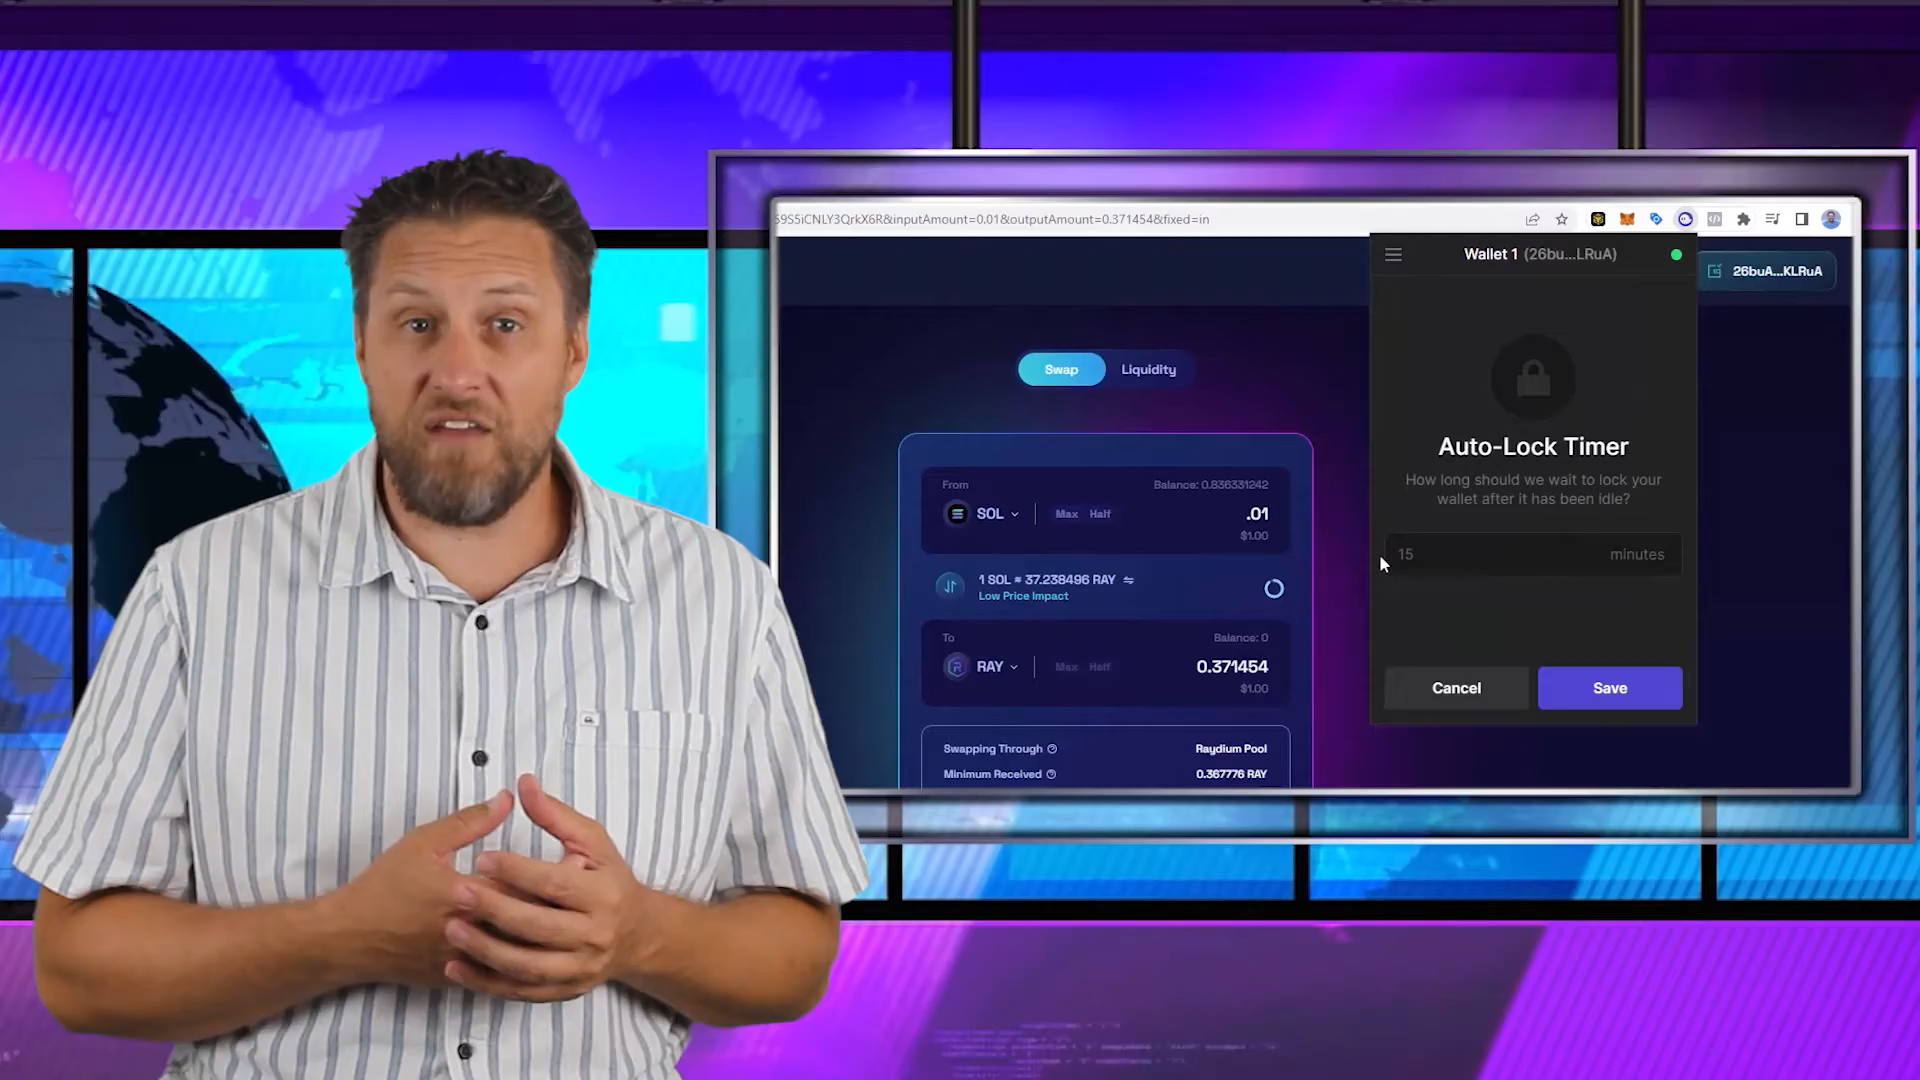 59S5iCNLY3QrkX6R&inputAmount=0.01&outputAmount=0.371454&fixed=in
Wallet 1 (26bu...LRuA)
26buA...KLRuA
Swap
Liquidity
Auto-Lock Timer
How long should we wait to lock your
wallet after it has been idle?
15 minutes
Cancel
Save
From
Balance: 0.836331242
SOL
Max Half
.01
$1.00
1 SOL ≈ 37.238496 RAY
Low Price Impact
To
Balance: 0
RAY
Max Half
0.371454
$1.00
Swapping Through
Raydium Pool
Minimum Received
0.367776 RAY